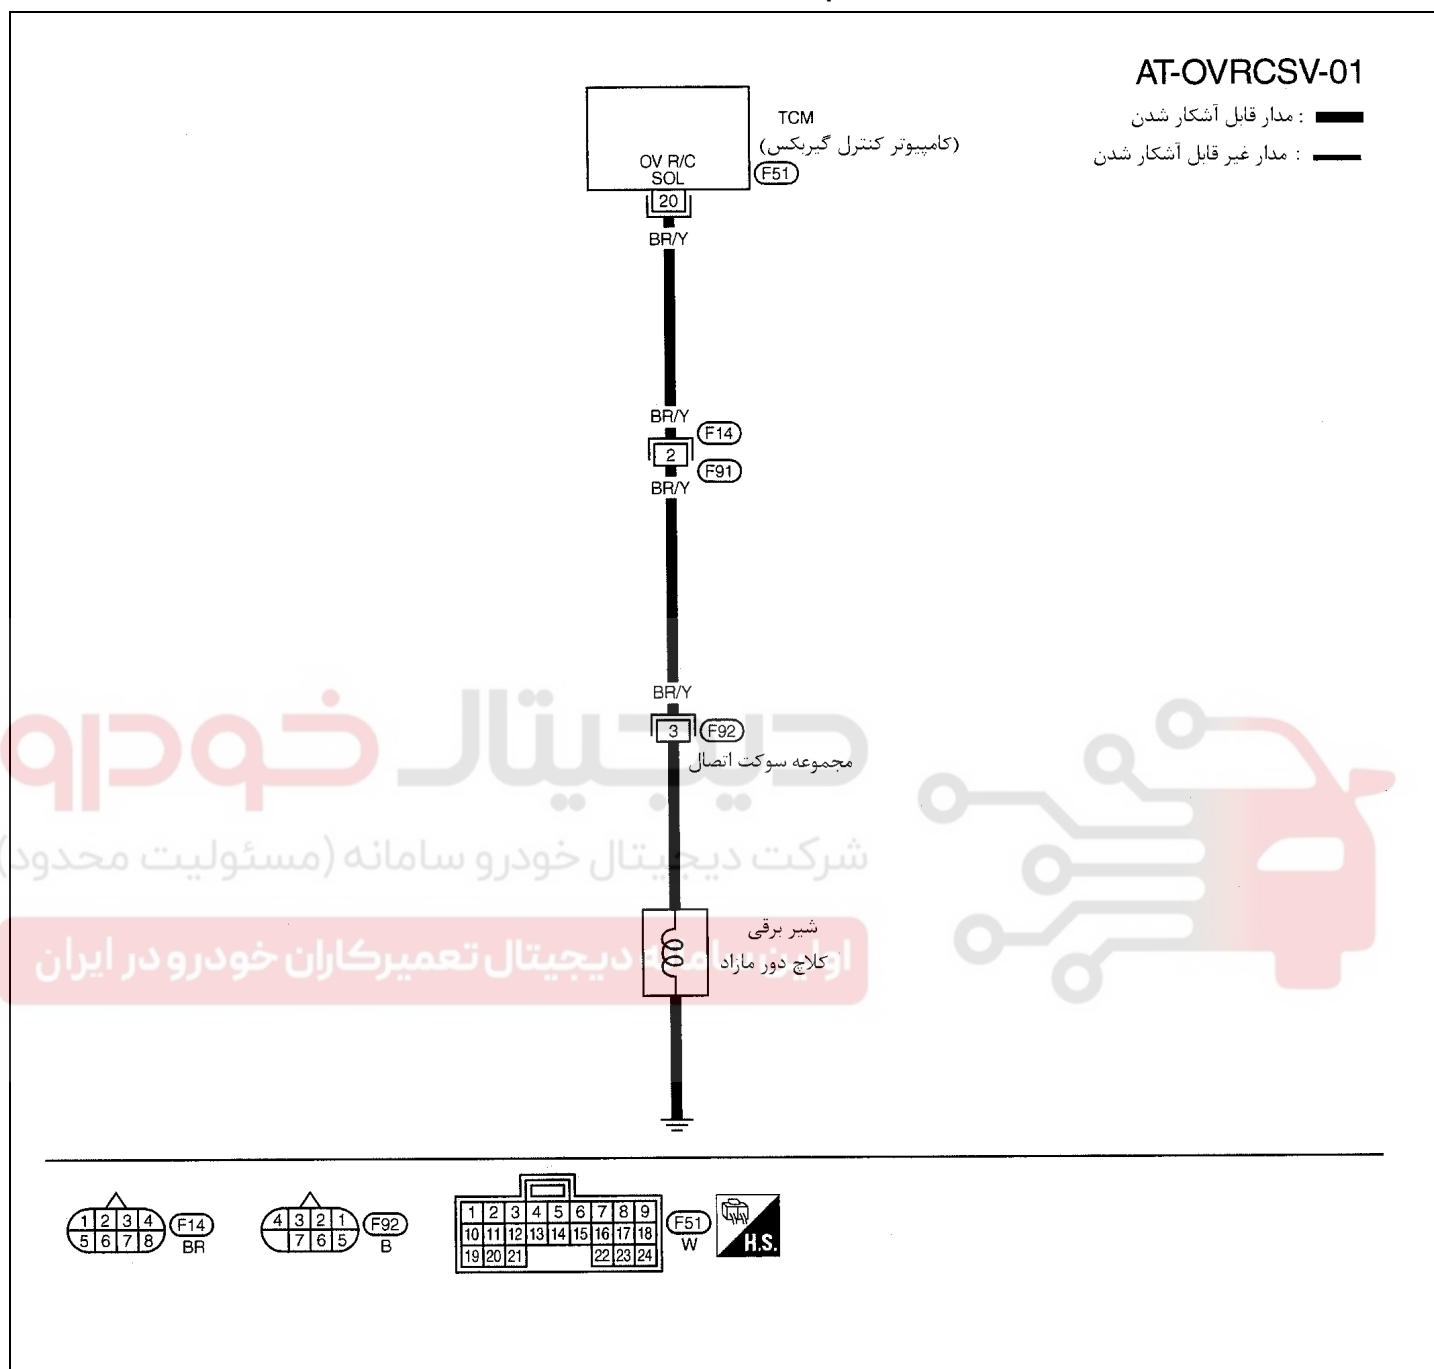 AT-OVRCSV-01
: مدار قابل آشکار شدن
: مدار غیر قابل آشکار شدن
TCM
(کامپیوتر کنترل گیربکس)
OV R/C
SOL
F51
20
BR/Y
BR/Y
F14
2
F91
BR/Y
BR/Y
3
F92
مجموعه سوکت اتصال
دیجیتال خودرو
شرکت دیجیتال خودرو سامانه (مسئولیت محدود)
شیر برقی
کلاچ دور مازاد
اولین سامانه دیجیتال تعمیرکاران خودرو در ایران
1 2 3 4
5 6 7 8
F14
BR
4 3 2 1
7 6 5
F92
B
1 2 3 4 5 6 7 8 9
10 11 12 13 14 15 16 17 18
19 20 21 22 23 24
F51
W
H.S.